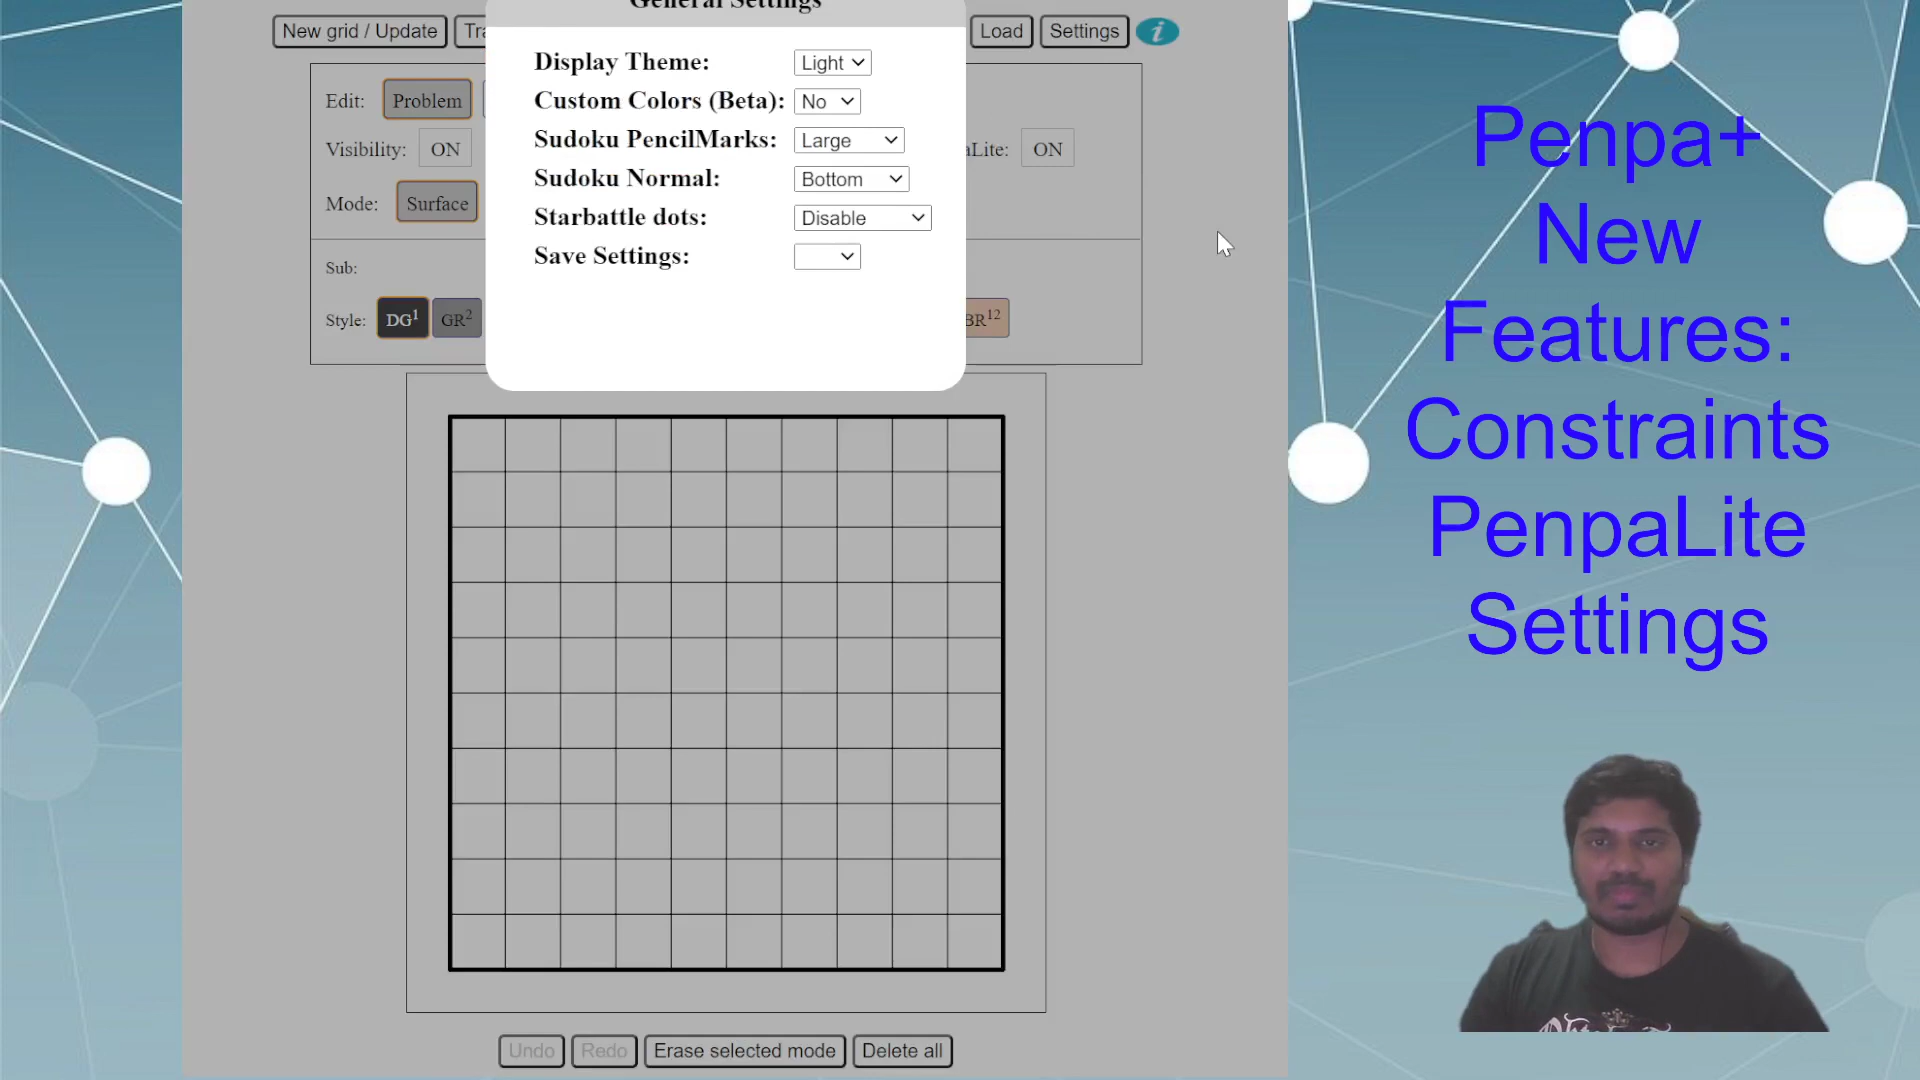 General Settings
New grid / Update Tra Load Settings i
Display Theme: Light
Custom Colors (Beta): No
Sudoku PencilMarks: Large
Sudoku Normal: Bottom
Starbattle dots: Disable
Save Settings:
Edit: Problem
Visibility: ON aLite: ON
Mode: Surface
Sub:
Style: DG1 GR2 BR12
Undo Redo Erase selected mode Delete all
Penpa+
New
Features:
Constraints
PenpaLite
Settings